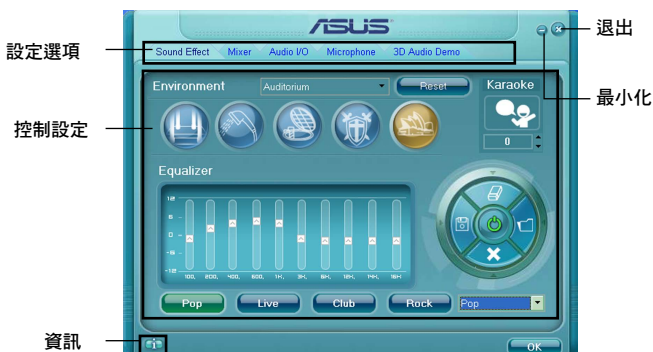 ASUS
退出
設定選項
Sound Effect Mixer Audio I/O Microphone 3D Audio Demo
最小化
Environment Auditorium Reset Karaoke
控制設定
0
Equalizer
12
6
0
-6
-12
100, 200, 400, 600, 1K, 3K, 6K, 12K, 14K, 16K
Pop Live Club Rock Pop
資訊
OK